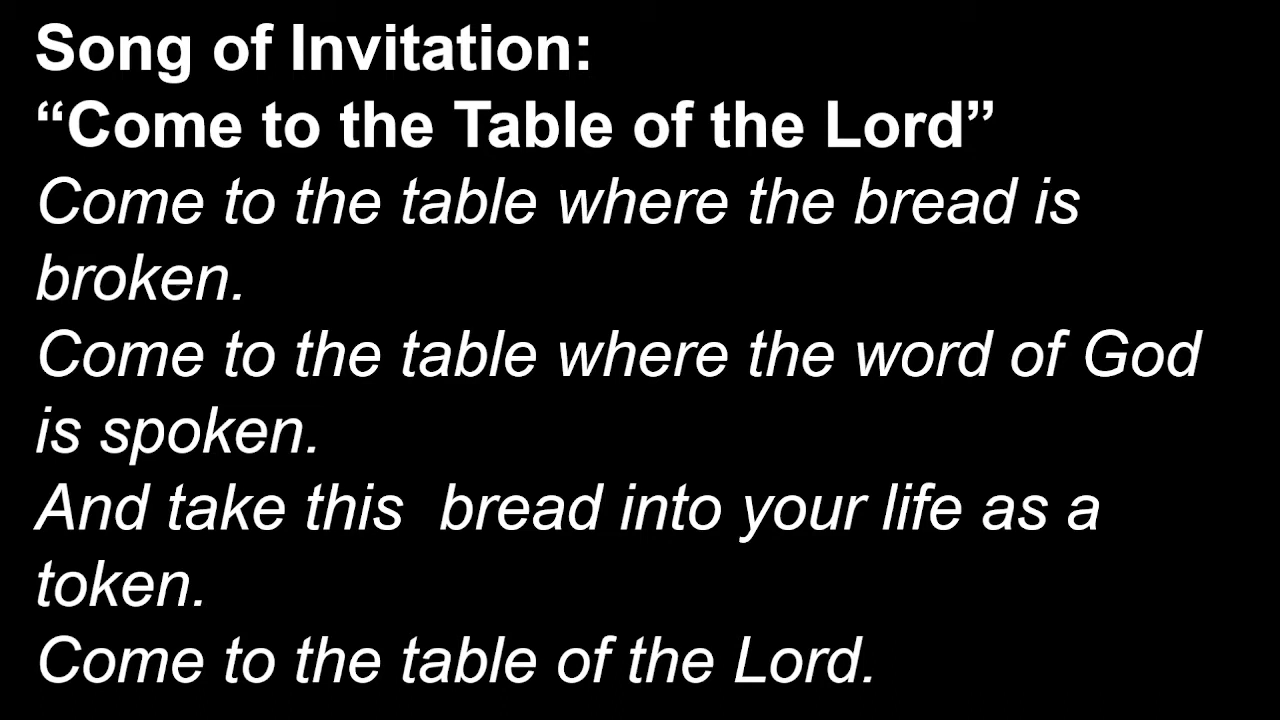 Song of Invitation:
“Come to the Table of the Lord”
Come to the table where the bread is
broken.
Come to the table where the word of God
is spoken.
And take this  bread into your life as a
token.
Come to the table of the Lord.